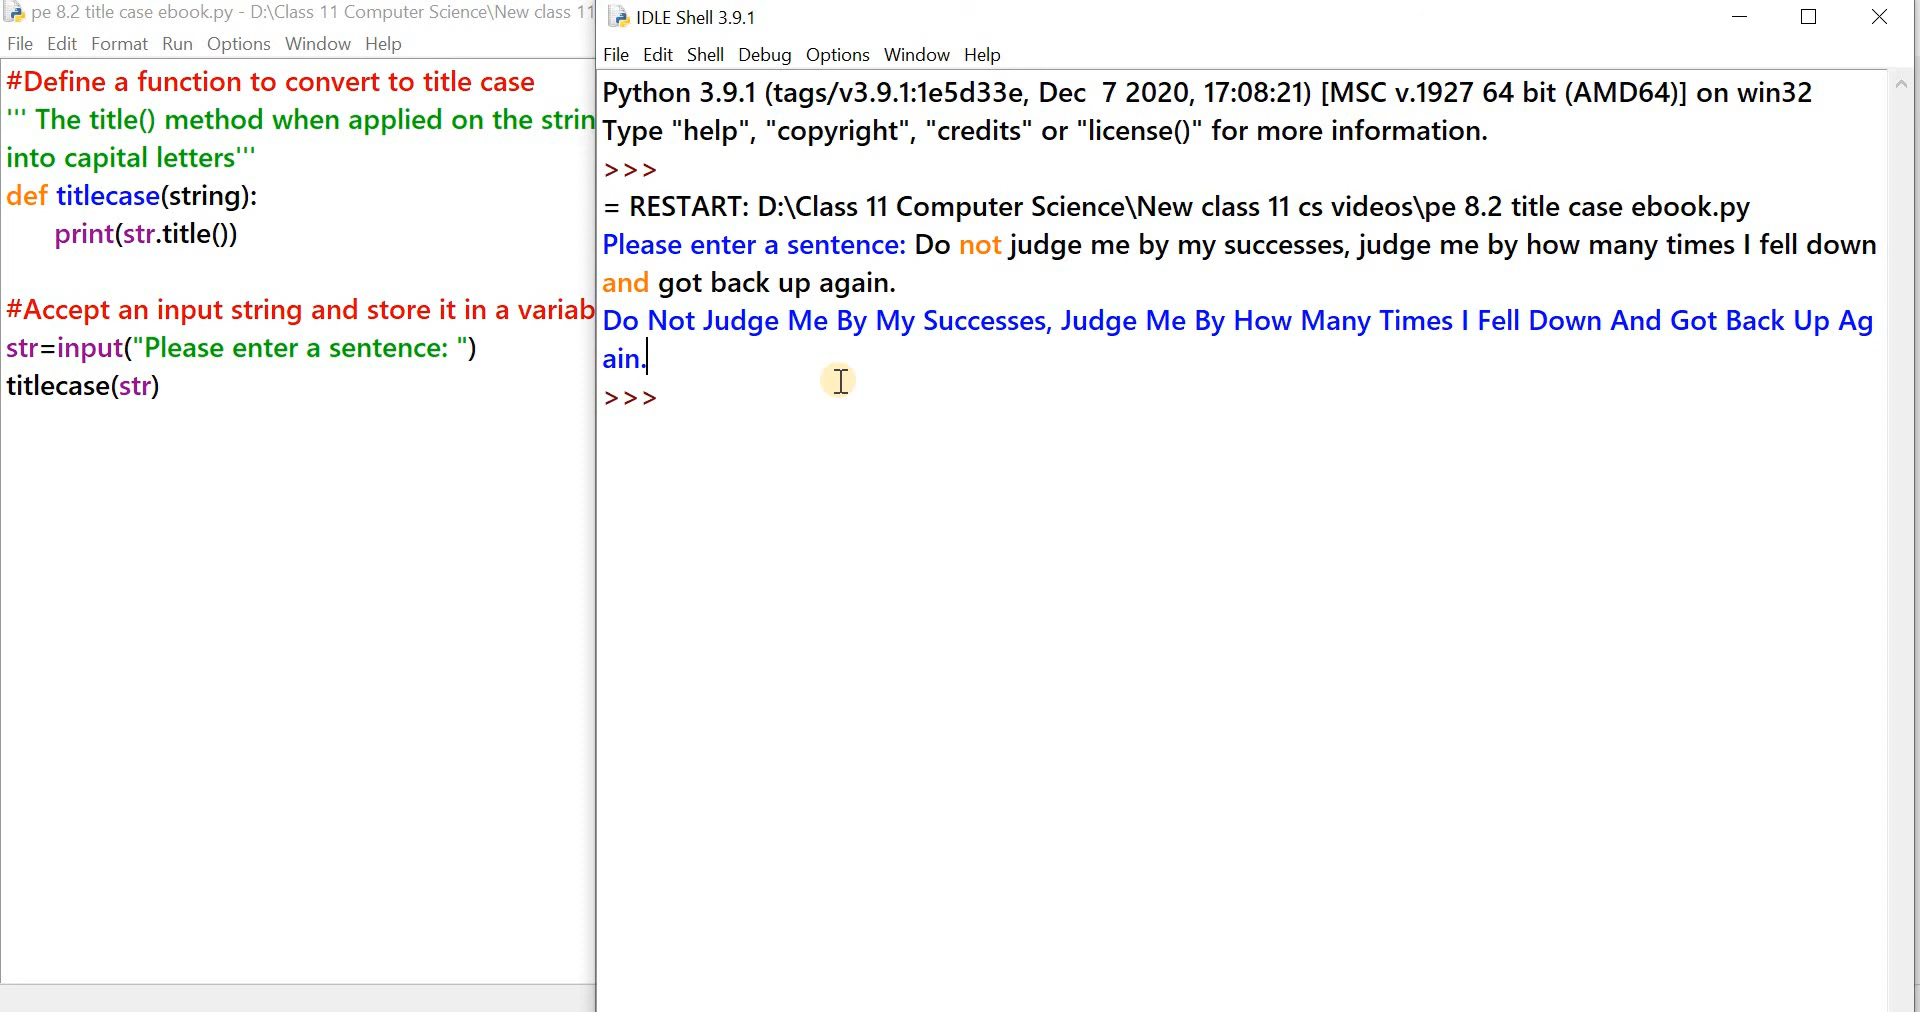 pe 8.2 title case ebook.py - D:\Class 11 Computer Science\New class 11
File Edit Format Run Options Window Help
#Define a function to convert to title case
''' The title() method when applied on the strin
into capital letters'''
def titlecase(string):
print(str.title())
#Accept an input string and store it in a variab
str=input("Please enter a sentence: ")
titlecase(str)
IDLE Shell 3.9.1
File Edit Shell Debug Options Window Help
Python 3.9.1 (tags/v3.9.1:1e5d33e, Dec  7 2020, 17:08:21) [MSC v.1927 64 bit (AMD64)] on win32
Type "help", "copyright", "credits" or "license()" for more information.
>>>
= RESTART: D:\Class 11 Computer Science\New class 11 cs videos\pe 8.2 title case ebook.py
Please enter a sentence: Do not judge me by my successes, judge me by how many times I fell down
and got back up again.
Do Not Judge Me By My Successes, Judge Me By How Many Times I Fell Down And Got Back Up Ag
ain.
>>>